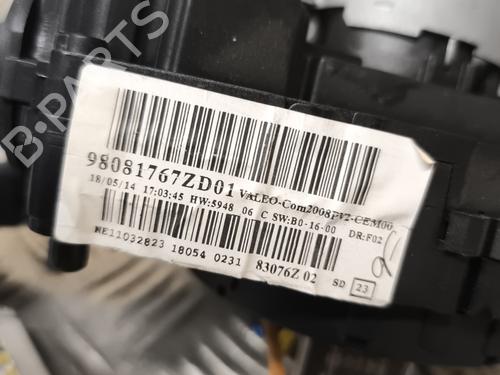 B-PARTS
98081767ZD01 VALEO-Com2008PV2-CEM00
18/05/14 17:03:45 HW:5948 06 C SW:B0-16-00 DR:F02
NE11032823 18054 0231 83076Z 02 SD 23